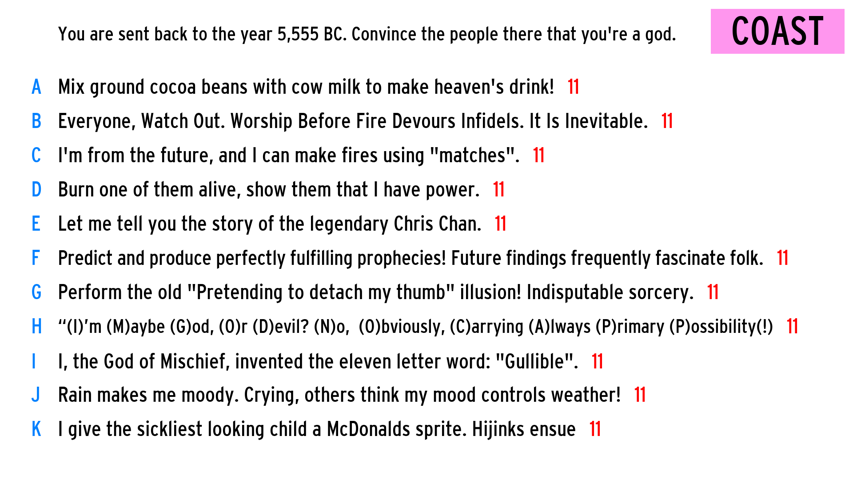 You are sent back to the year 5,555 BC. Convince the people there that you're a god.
COAST
A Mix ground cocoa beans with cow milk to make heaven's drink! 11
B Everyone, Watch Out. Worship Before Fire Devours Infidels. It Is Inevitable. 11
C I'm from the future, and I can make fires using "matches". 11
D Burn one of them alive, show them that I have power. 11
E Let me tell you the story of the legendary Chris Chan. 11
F Predict and produce perfectly fulfilling prophecies! Future findings frequently fascinate folk. 11
G Perform the old "Pretending to detach my thumb" illusion! Indisputable sorcery. 11
H “(I)’m (M)aybe (G)od, (O)r (D)evil? (N)o, (O)bviously, (C)arrying (A)lways (P)rimary (P)ossibility(!) 11
I I, the God of Mischief, invented the eleven letter word: "Gullible". 11
J Rain makes me moody. Crying, others think my mood controls weather! 11
K I give the sickliest looking child a McDonalds sprite. Hijinks ensue 11